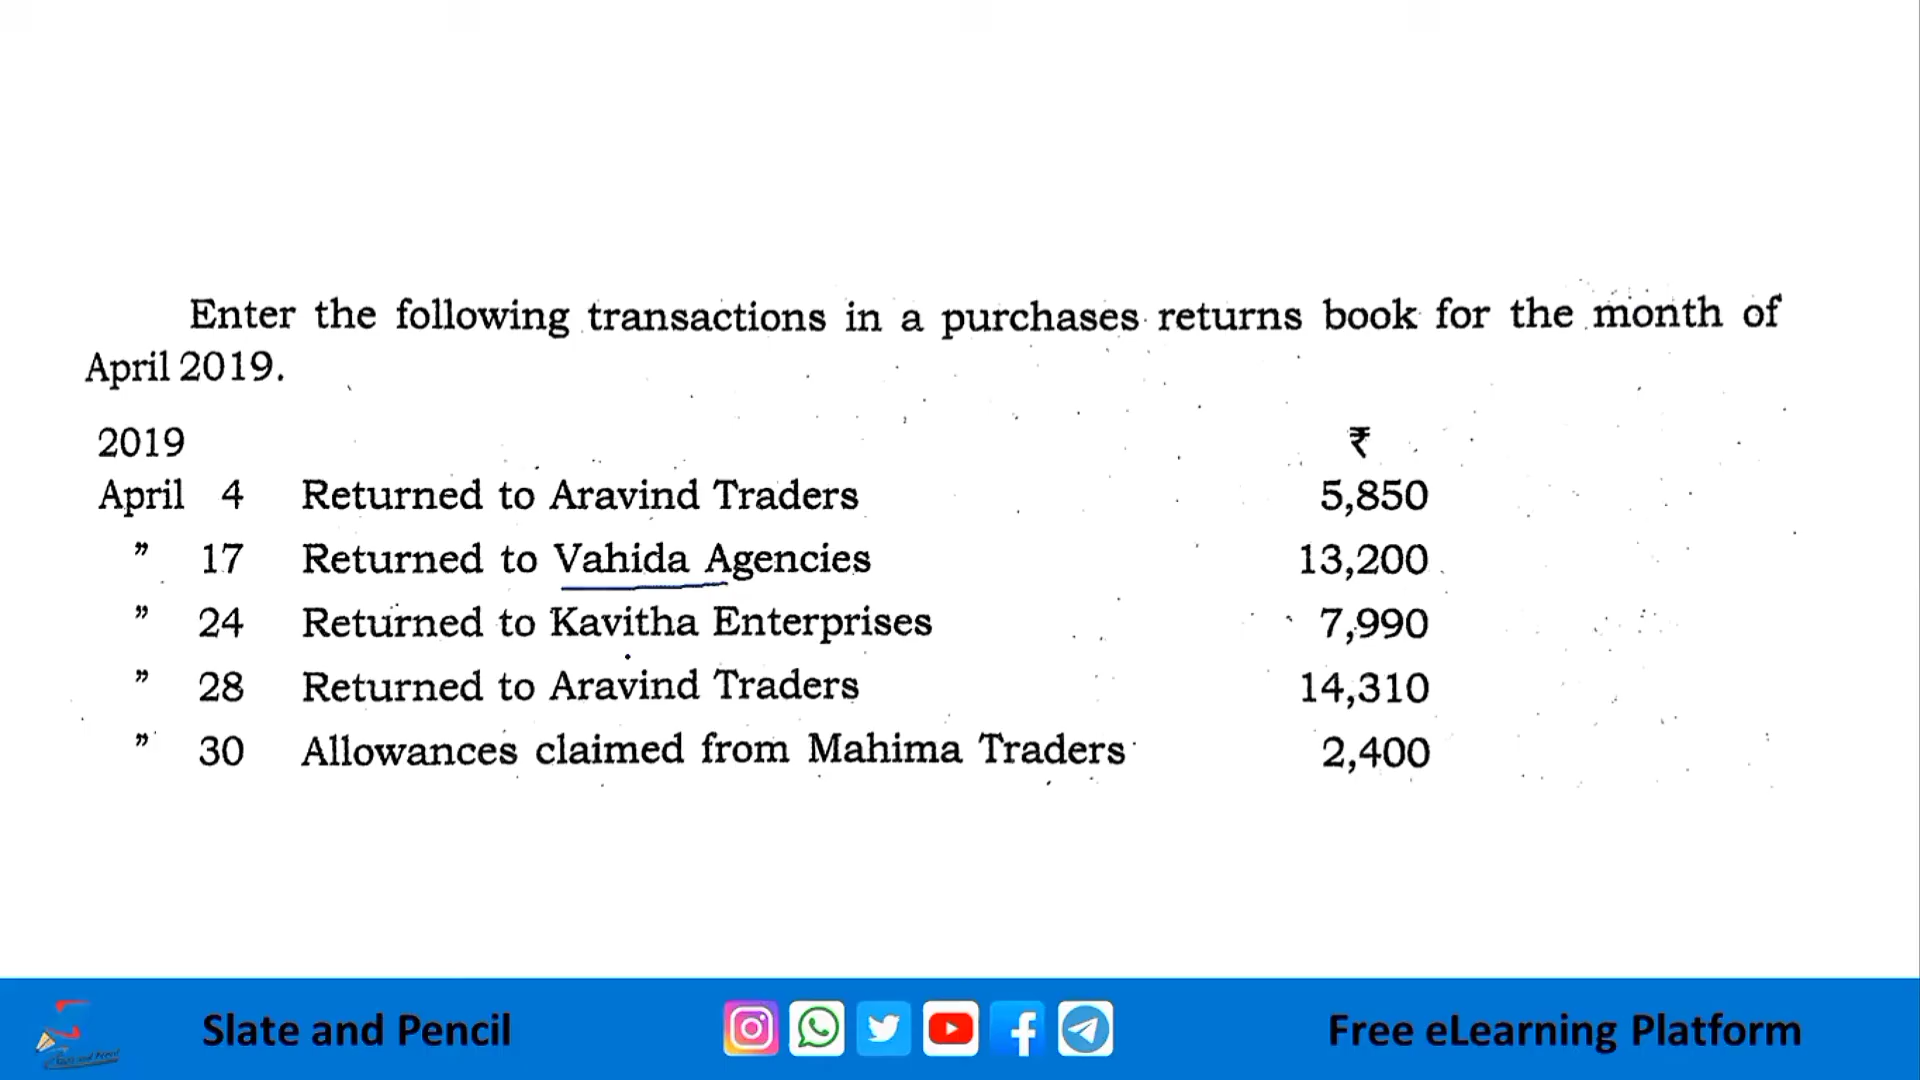 Enter the following transactions in a purchases returns book for the month of
April 2019.
2019 ₹
April 4 Returned to Aravind Traders 5,850
” 17 Returned to Vahida Agencies 13,200
” 24 Returned to Kavitha Enterprises 7,990
” 28 Returned to Aravind Traders 14,310
” 30 Allowances claimed from Mahima Traders 2,400
Slate and Pencil Free eLearning Platform